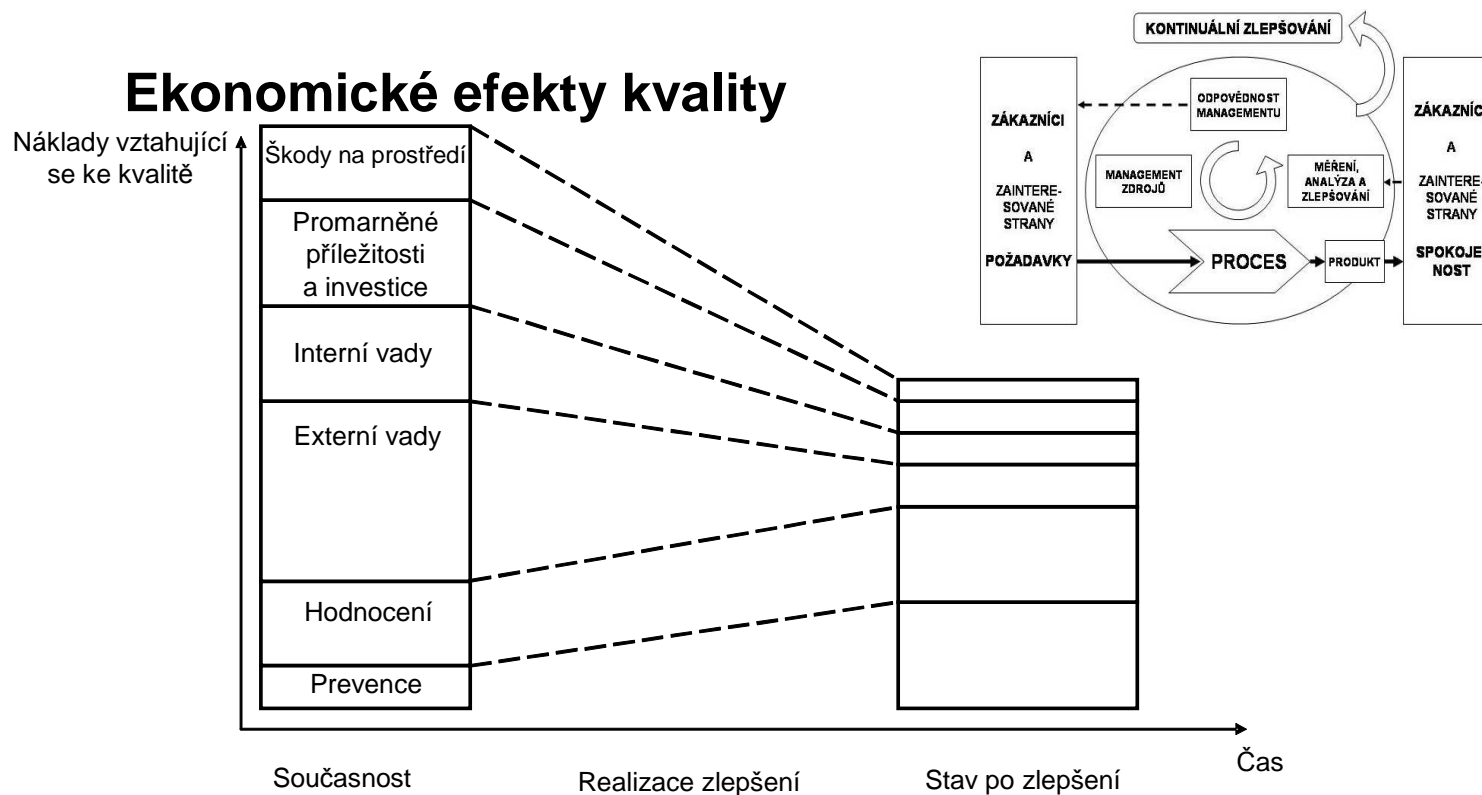 KONTINUÁLNÍ ZLEPŠOVÁNÍ
Ekonomické efekty kvality
Náklady vztahující
se ke kvalitě
Škody na prostředí
Promarněné
příležitosti
a investice
Interní vady
Externí vady
Hodnocení
Prevence
Současnost
Realizace zlepšení
Stav po zlepšení
Čas
ZÁKAZNÍCI
A
ZAINTERE-
SOVANÉ
STRANY
POŽADAVKY
ODPOVĚDNOST
MANAGEMENTU
MANAGEMENT
ZDROJŮ
MĚŘENÍ,
ANALÝZA A
ZLEPŠOVÁNÍ
PROCES
PRODUKT
ZÁKAZNÍC
A
ZAINTERE-
SOVANÉ
STRANY
SPOKOJE
NOST